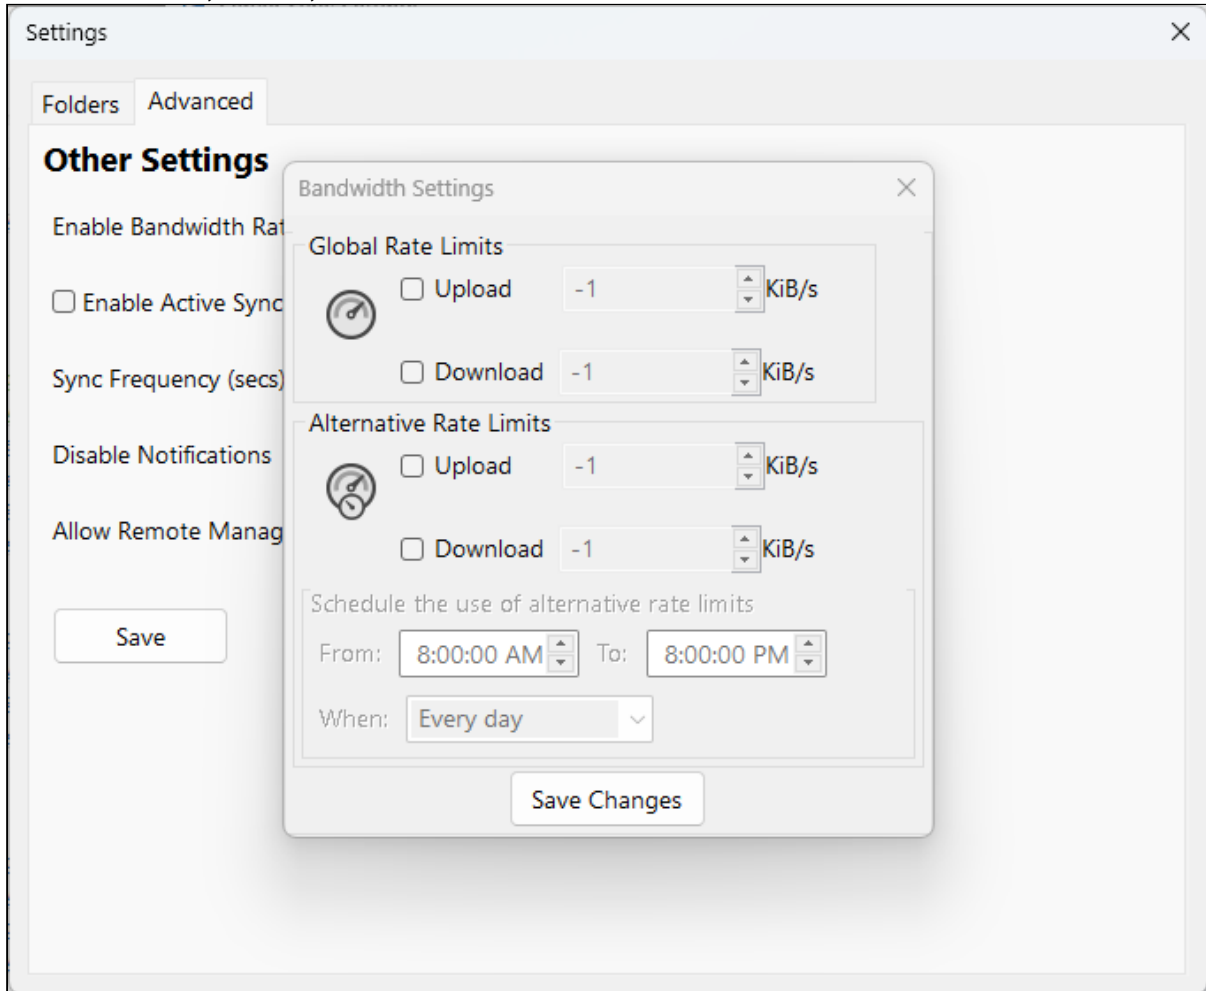 Settings
Folders Advanced
Other Settings
Enable Bandwidth Rat
Enable Active Sync
Sync Frequency (secs)
Disable Notifications
Allow Remote Manag
Save
Bandwidth Settings
Global Rate Limits
Upload -1 KiB/s
Download -1 KiB/s
Alternative Rate Limits
Upload -1 KiB/s
Download -1 KiB/s
Schedule the use of alternative rate limits
From: 8:00:00 AM To: 8:00:00 PM
When: Every day
Save Changes